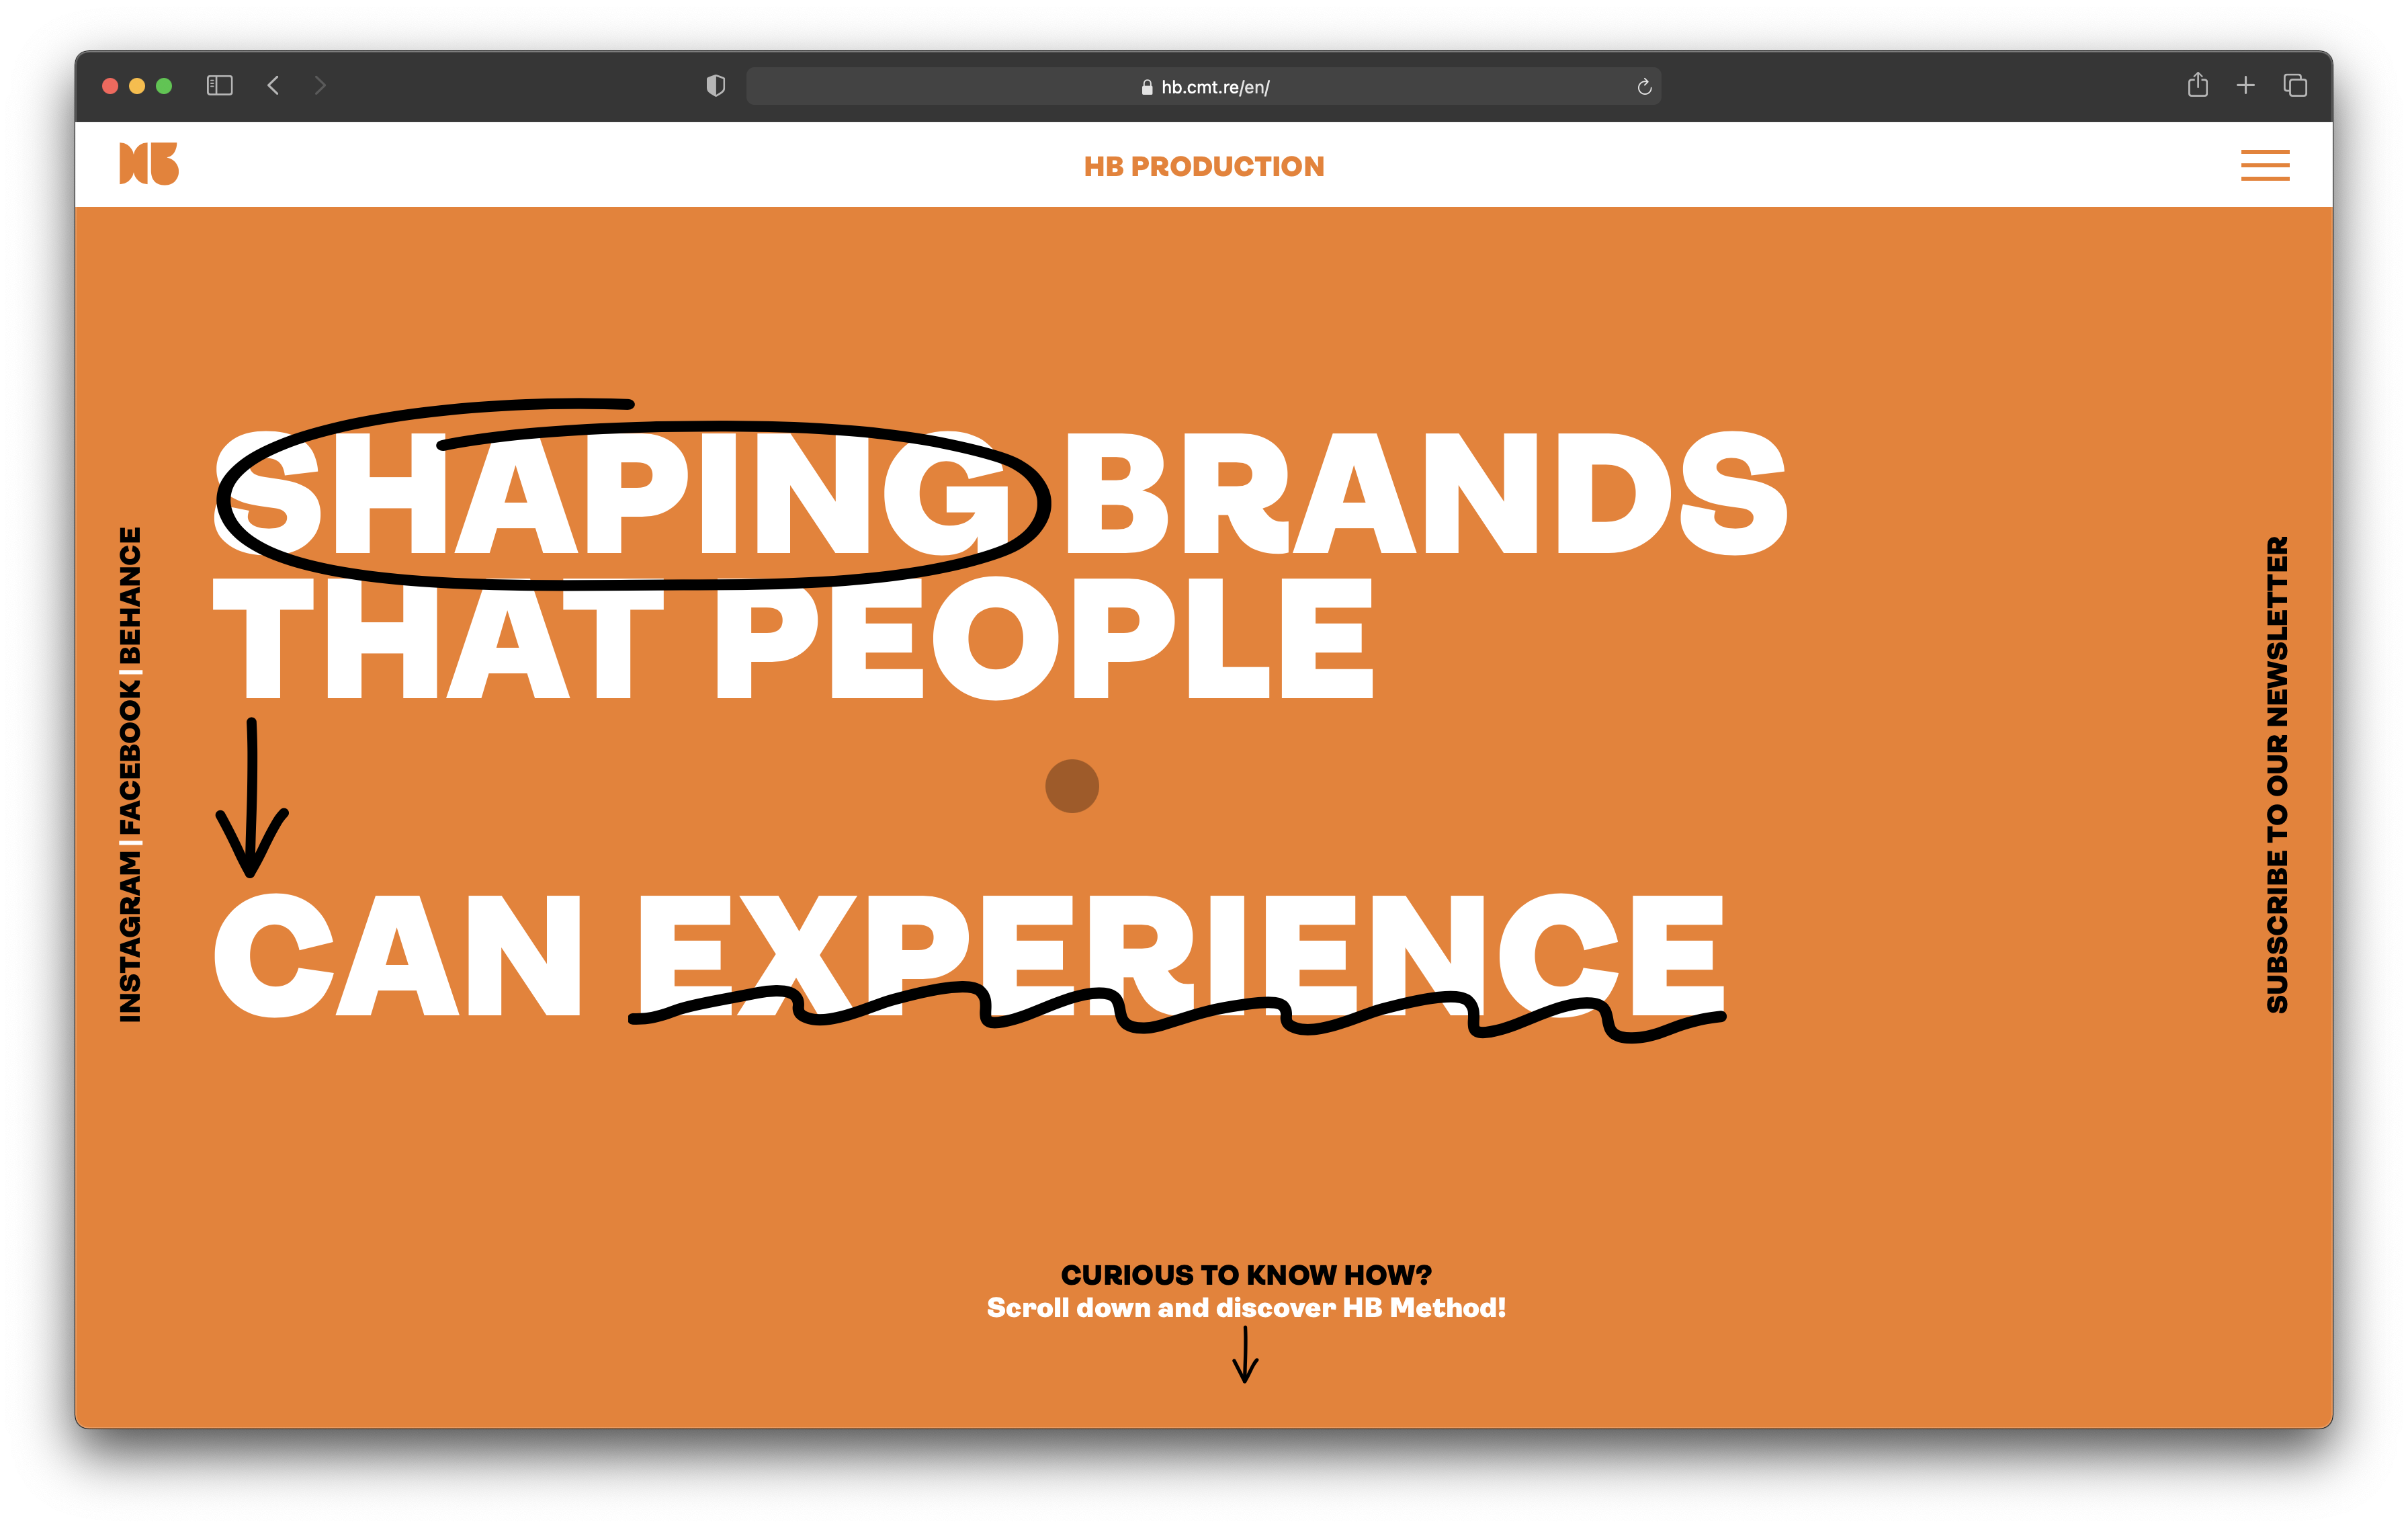 hb.cmt.re/en/
HB
HB PRODUCTION
SHAPING BRANDS
THAT PEOPLE
CAN EXPERIENCE
INSTAGRAM | FACEBOOK | BEHANCE
SUBSCRIBE TO OUR NEWSLETTER
CURIOUS TO KNOW HOW?
Scroll down and discover HB Method!